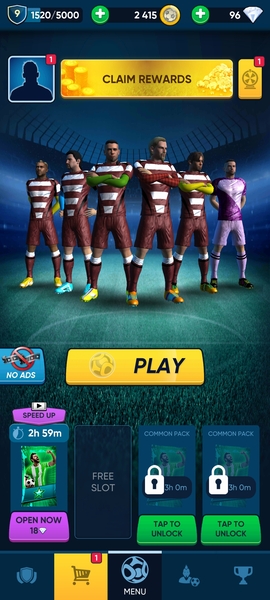 9 1520/5000 2 415 96
1 1
CLAIM REWARDS
PLAY
NO ADS
SPEED UP
2h 59m
COMMON PACK COMMON PACK
FREE
SLOT
3h 0m 3h 0m
OPEN NOW
18
TAP TO
UNLOCK
TAP TO
UNLOCK
1
MENU